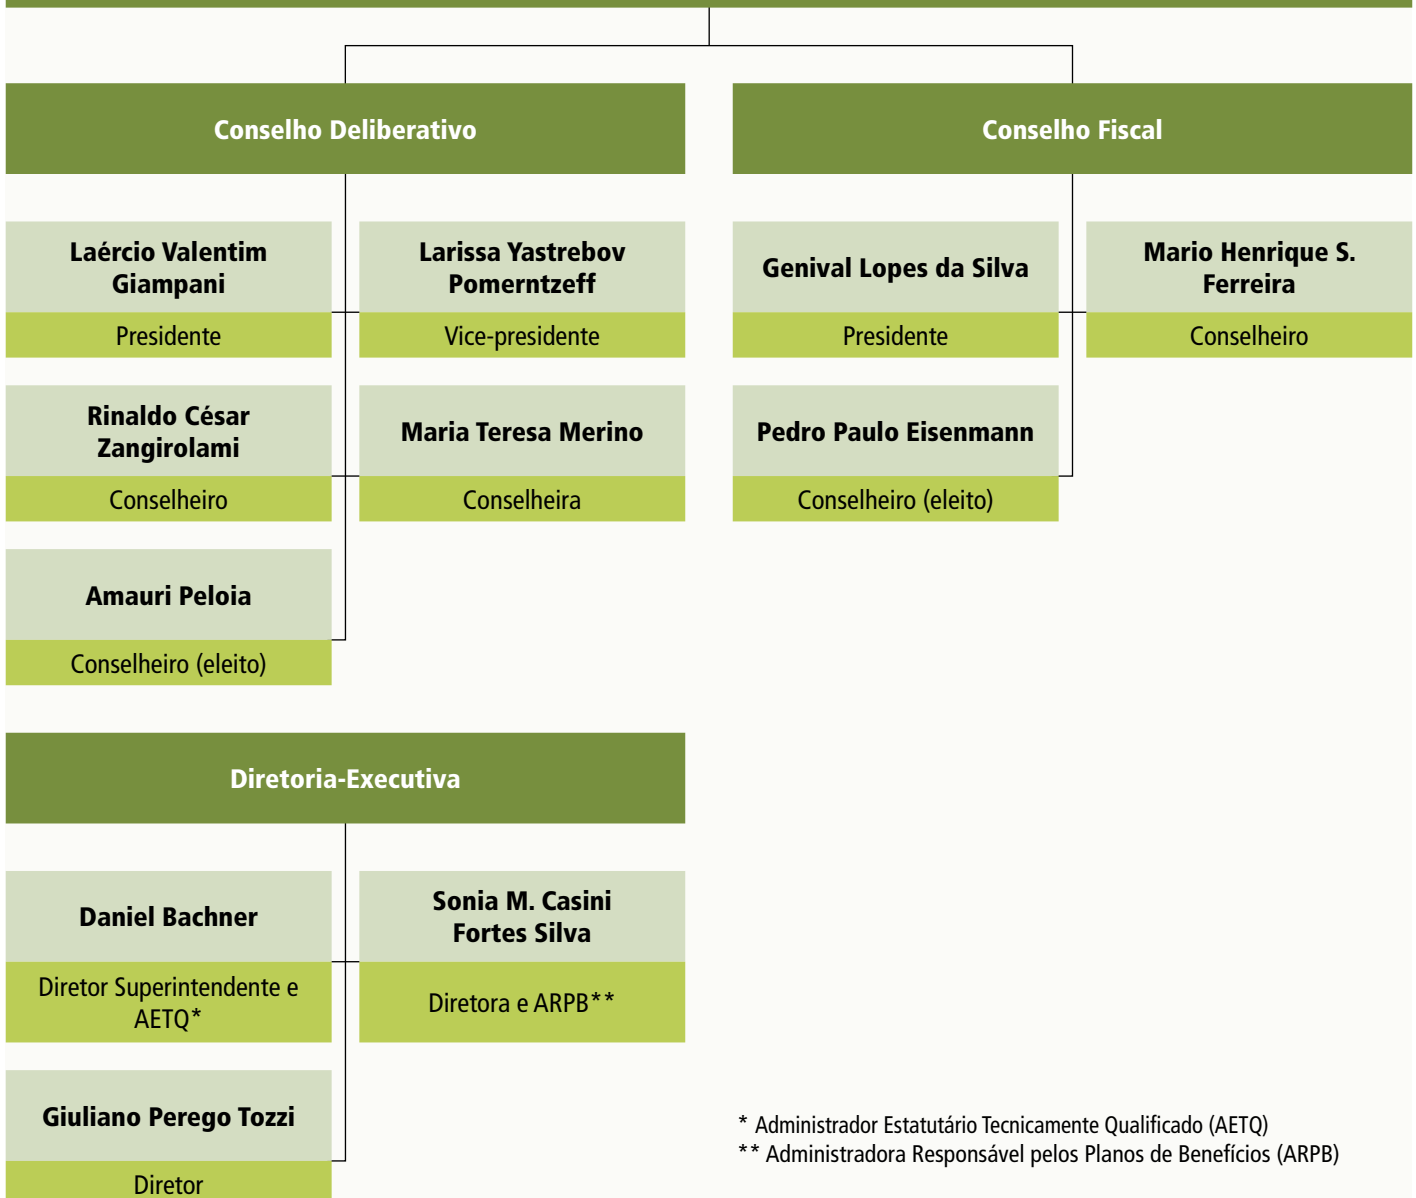 Conselho Deliberativo
Laércio Valentim
Giampani
Presidente
Larissa Yastrebov
Pomerntzeff
Vice-presidente
Rinaldo César
Zangirolami
Conselheiro
Maria Teresa Merino
Conselheira
Amauri Peloia
Conselheiro (eleito)
Conselho Fiscal
Genival Lopes da Silva
Presidente
Mario Henrique S.
Ferreira
Conselheiro
Pedro Paulo Eisenmann
Conselheiro (eleito)
Diretoria-Executiva
Daniel Bachner
Diretor Superintendente e
AETQ*
Sonia M. Casini
Fortes Silva
Diretora e ARPB**
Giuliano Perego Tozzi
Diretor
* Administrador Estatutário Tecnicamente Qualificado (AETQ)
** Administradora Responsável pelos Planos de Benefícios (ARPB)